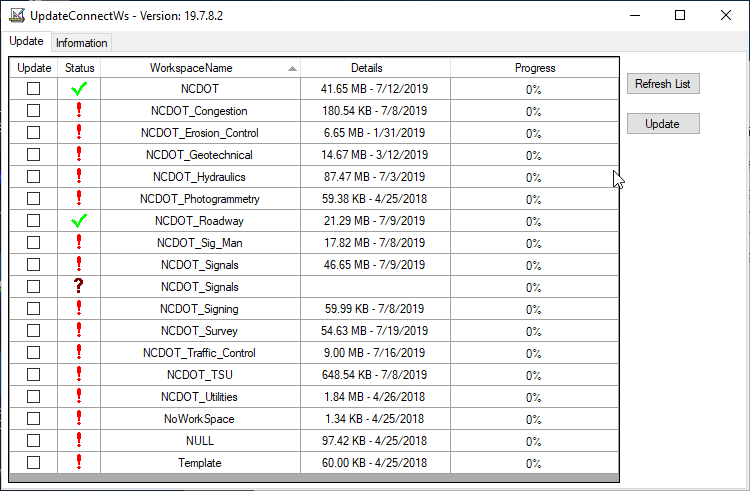 UpdateConnectWs - Version: 19.7.8.2
Update Information
Update Status WorkspaceName Details Progress
NCDOT 41.65 MB - 7/12/2019 0%
NCDOT_Congestion 180.54 KB - 7/8/2019 0%
NCDOT_Erosion_Control 6.65 MB - 1/31/2019 0%
NCDOT_Geotechnical 14.67 MB - 3/12/2019 0%
NCDOT_Hydraulics 87.47 MB - 7/3/2019 0%
NCDOT_Photogrammetry 59.38 KB - 4/25/2018 0%
NCDOT_Roadway 21.29 MB - 7/9/2019 0%
NCDOT_Sig_Man 17.82 MB - 7/8/2019 0%
NCDOT_Signals 46.65 MB - 7/9/2019 0%
? NCDOT_Signals 0%
NCDOT_Signing 59.99 KB - 7/8/2019 0%
NCDOT_Survey 54.63 MB - 7/19/2019 0%
NCDOT_Traffic_Control 9.00 MB - 7/16/2019 0%
NCDOT_TSU 648.54 KB - 7/8/2019 0%
NCDOT_Utilities 1.84 MB - 4/26/2018 0%
NoWorkSpace 1.34 KB - 4/25/2018 0%
NULL 97.42 KB - 4/25/2018 0%
Template 60.00 KB - 4/25/2018 0%
Refresh List
Update